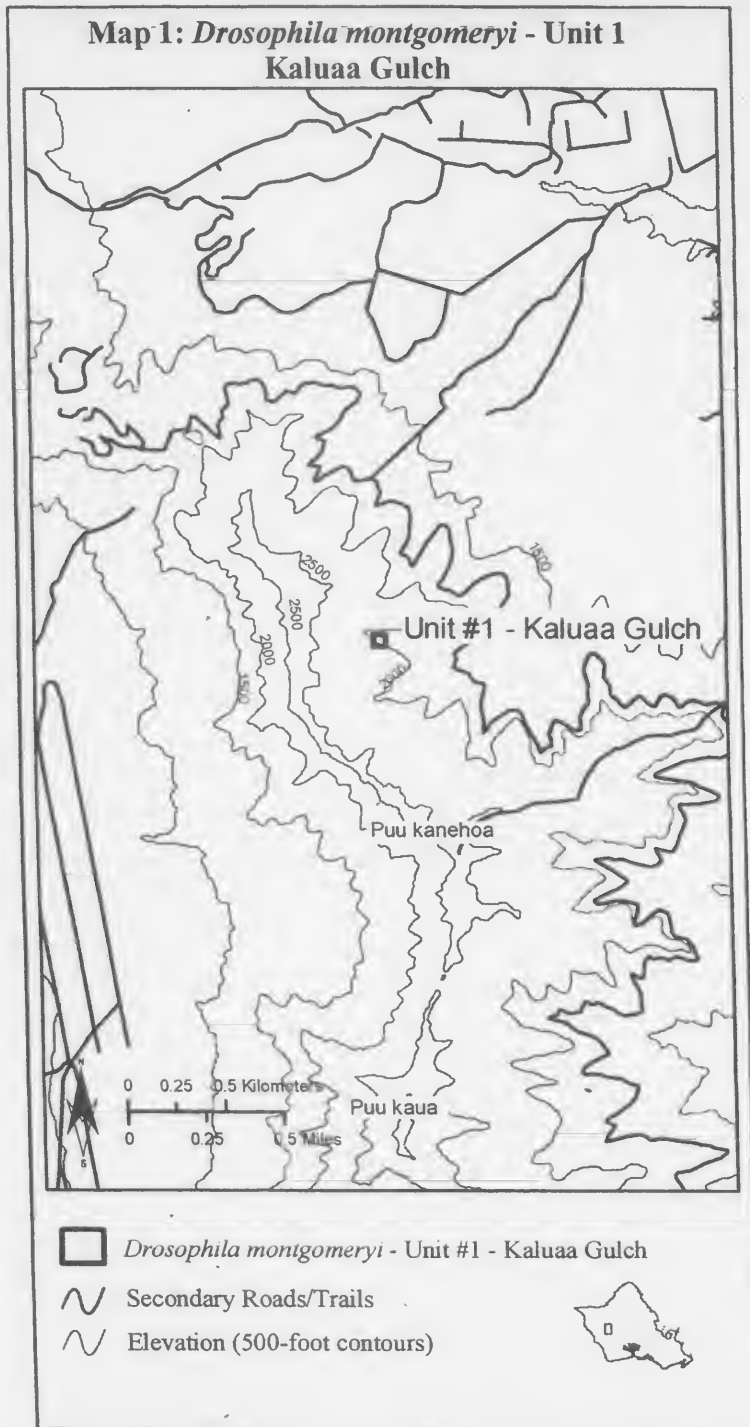 Map 1: Drosophila montgomeryi - Unit 1
Kaluaa Gulch
1500
2500
2500
Unit #1 - Kaluaa Gulch
2000
2000
1500
Puu kanehoa
N
0 0.25 0.5 Kilometers
Puu kaua
0 0.25 0.5 Miles
S
Drosophila montgomeryi - Unit #1 - Kaluaa Gulch
Secondary Roads/Trails
Elevation (500-foot contours)